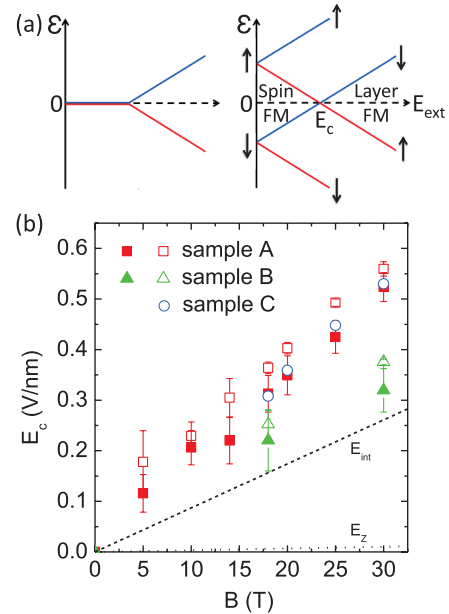 (a)
ε
0
ε
0
Spin
FM
E_c
Layer
FM
E_ext
(b)
0.6
0.5
0.4
0.3
0.2
0.1
0.0
E_c (V/nm)
sample A
sample B
sample C
E_int
E_Z
0 5 10 15 20 25 30
B (T)